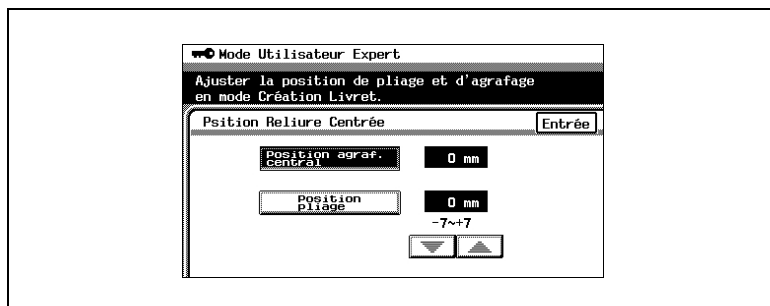 Mode Utilisateur Expert
Ajuster la position de pliage et d'agrafage
en mode Création Livret.
Psition Reliure Centrée
Entrée
Position agraf.
central
0 mm
Position
pliage
0 mm
-7~+7